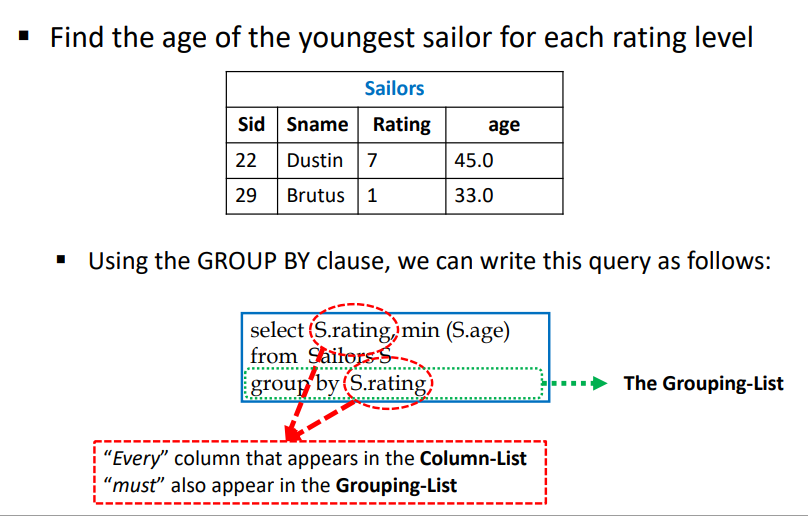 ▪ Find the age of the youngest sailor for each rating level
Sailors
Sid Sname Rating age
22 Dustin 7 45.0
29 Brutus 1 33.0
▪ Using the GROUP BY clause, we can write this query as follows:
select S.rating, min (S.age)
from Sailors S
group by S.rating
The Grouping-List
“Every” column that appears in the Column-List
“must” also appear in the Grouping-List